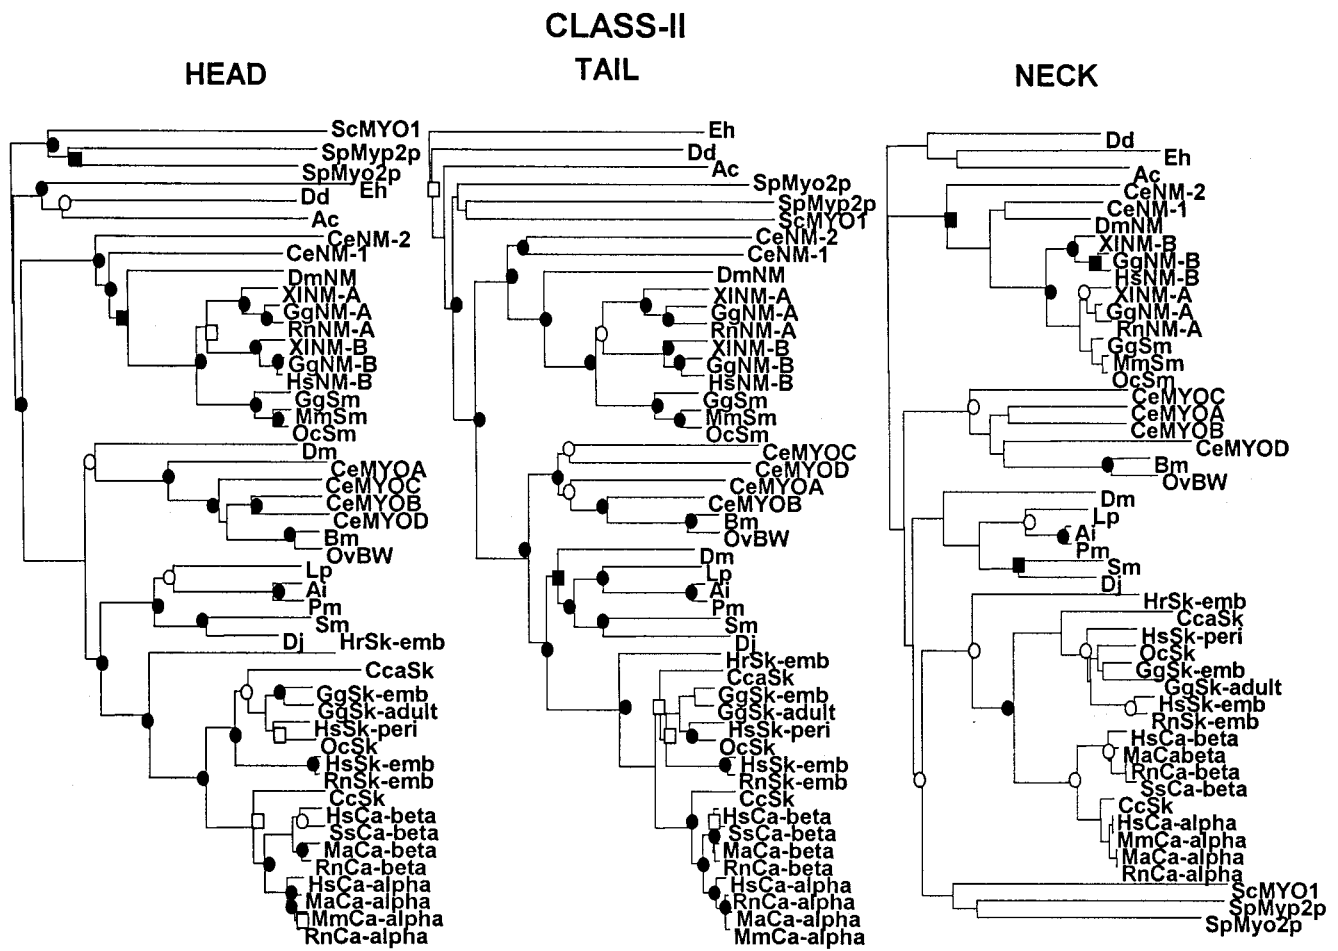 CLASS-II
HEAD
ScMYO1
SpMyp2p
SpMyo2p
Eh
Dd
Ac
CeNM-2
CeNM-1
DmNM
XlNM-A
GgNM-A
RnNM-A
XlNM-B
GgNM-B
HsNM-B
GgSm
MmSm
OcSm
Dm
CeMYOA
CeMYOC
CeMYOB
CeMYOD
Bm
OvBW
Lp
Ai
Pm
Sm
Dj
HrSk-emb
CcaSk
GgSk-emb
GgSk-adult
HsSk-peri
OcSk
HsSk-emb
RnSk-emb
CcSk
HsCa-beta
SsCa-beta
MaCa-beta
RnCa-beta
HsCa-alpha
MaCa-alpha
MmCa-alpha
RnCa-alpha
TAIL
Eh
Dd
Ac
SpMyo2p
SpMyp2p
ScMYO1
CeNM-2
CeNM-1
DmNM
XlNM-A
GgNM-A
RnNM-A
XlNM-B
GgNM-B
HsNM-B
GgSm
MmSm
OcSm
CeMYOC
CeMYOD
CeMYOA
CeMYOB
Bm
OvBW
Dm
Lp
Ai
Pm
Sm
Dj
HrSk-emb
CcaSk
GgSk-emb
GgSk-adult
HsSk-peri
OcSk
HsSk-emb
RnSk-emb
CcSk
HsCa-beta
SsCa-beta
MaCa-beta
RnCa-beta
HsCa-alpha
RnCa-alpha
MaCa-alpha
MmCa-alpha
NECK
Dd
Eh
Ac
CeNM-2
CeNM-1
DmNM
XlNM-B
GgNM-B
HsNM-B
XlNM-A
GgNM-A
RnNM-A
GgSm
MmSm
OcSm
CeMYOC
CeMYOA
CeMYOB
CeMYOD
Bm
OvBW
Dm
Lp
Ai
Pm
Sm
Dj
HrSk-emb
CcaSk
HsSk-peri
OcSk
GgSk-emb
GgSk-adult
HsSk-emb
RnSk-emb
HsCa-beta
MaCabeta
RnCa-beta
SsCa-beta
CcSk
HsCa-alpha
MmCa-alpha
MaCa-alpha
RnCa-alpha
ScMYO1
SpMyp2p
SpMyo2p